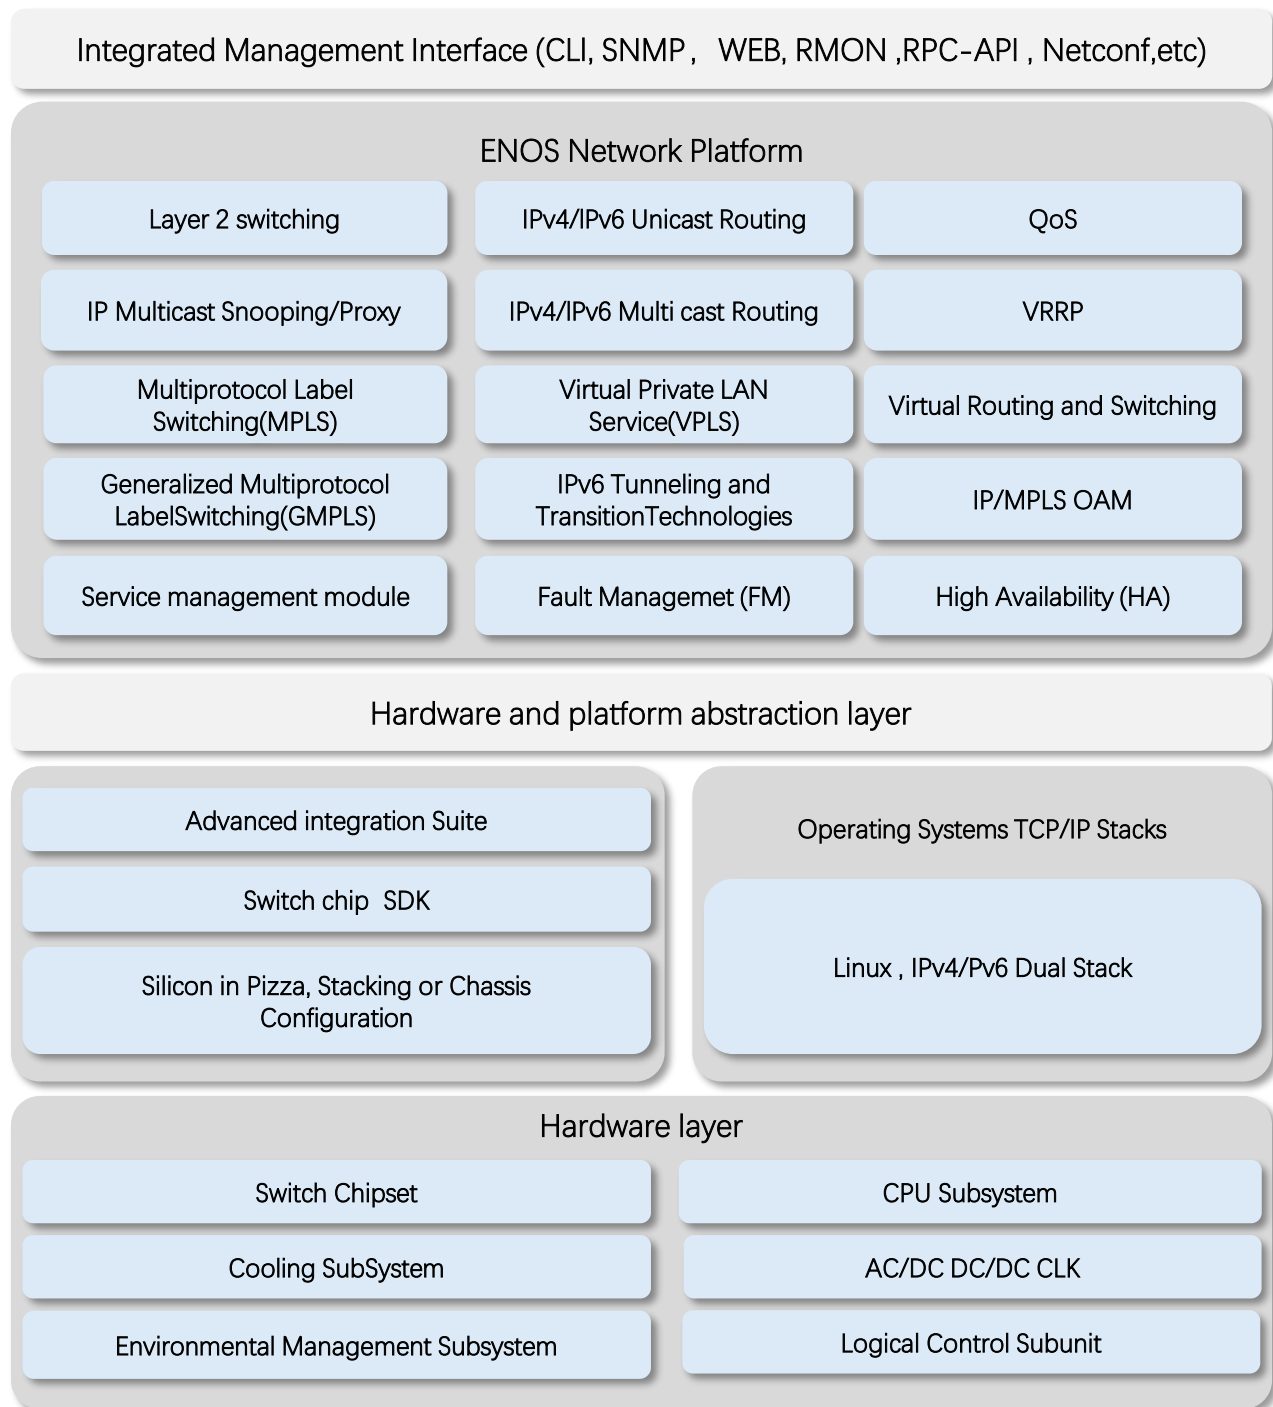 Integrated Management Interface (CLI, SNMP, WEB, RMON ,RPC-API , Netconf,etc)
ENOS Network Platform
Layer 2 switching
IPv4/IPv6 Unicast Routing
QoS
IP Multicast Snooping/Proxy
IPv4/IPv6 Multi cast Routing
VRRP
Multiprotocol Label
Switching(MPLS)
Virtual Private LAN
Service(VPLS)
Virtual Routing and Switching
Generalized Multiprotocol
LabelSwitching(GMPLS)
IPv6 Tunneling and
TransitionTechnologies
IP/MPLS OAM
Service management module
Fault Managemet (FM)
High Availability (HA)
Hardware and platform abstraction layer
Advanced integration Suite
Switch chip SDK
Silicon in Pizza, Stacking or Chassis
Configuration
Operating Systems TCP/IP Stacks
Linux , IPv4/Pv6 Dual Stack
Hardware layer
Switch Chipset
CPU Subsystem
Cooling SubSystem
AC/DC DC/DC CLK
Environmental Management Subsystem
Logical Control Subunit